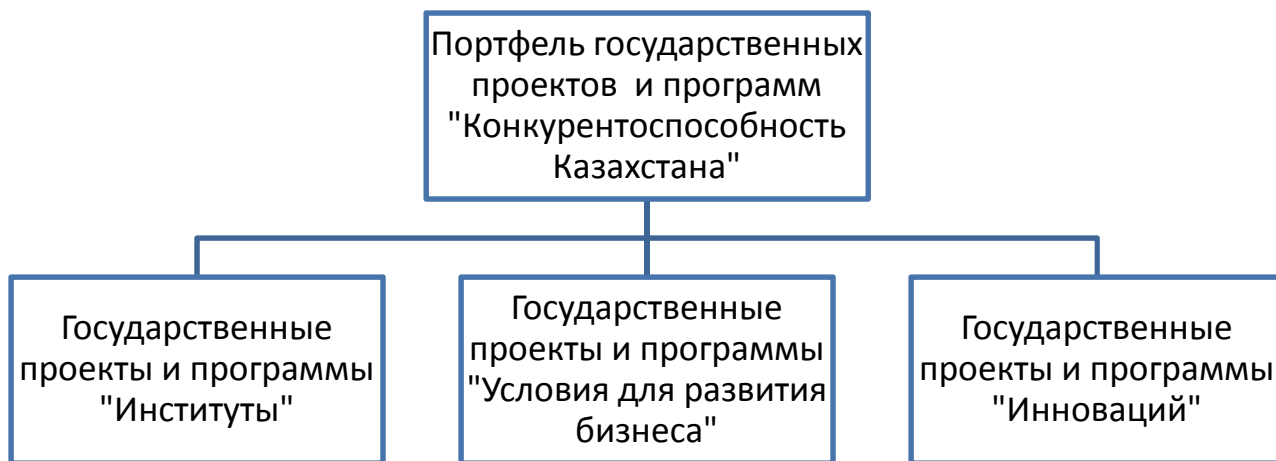 Портфель государственных
проектов и программ
"Конкурентоспособность
Казахстана"
Государственные
проекты и программы
"Институты"
Государственные
проекты и программы
"Условия для развития
бизнеса"
Государственные
проекты и программы
"Инноваций"